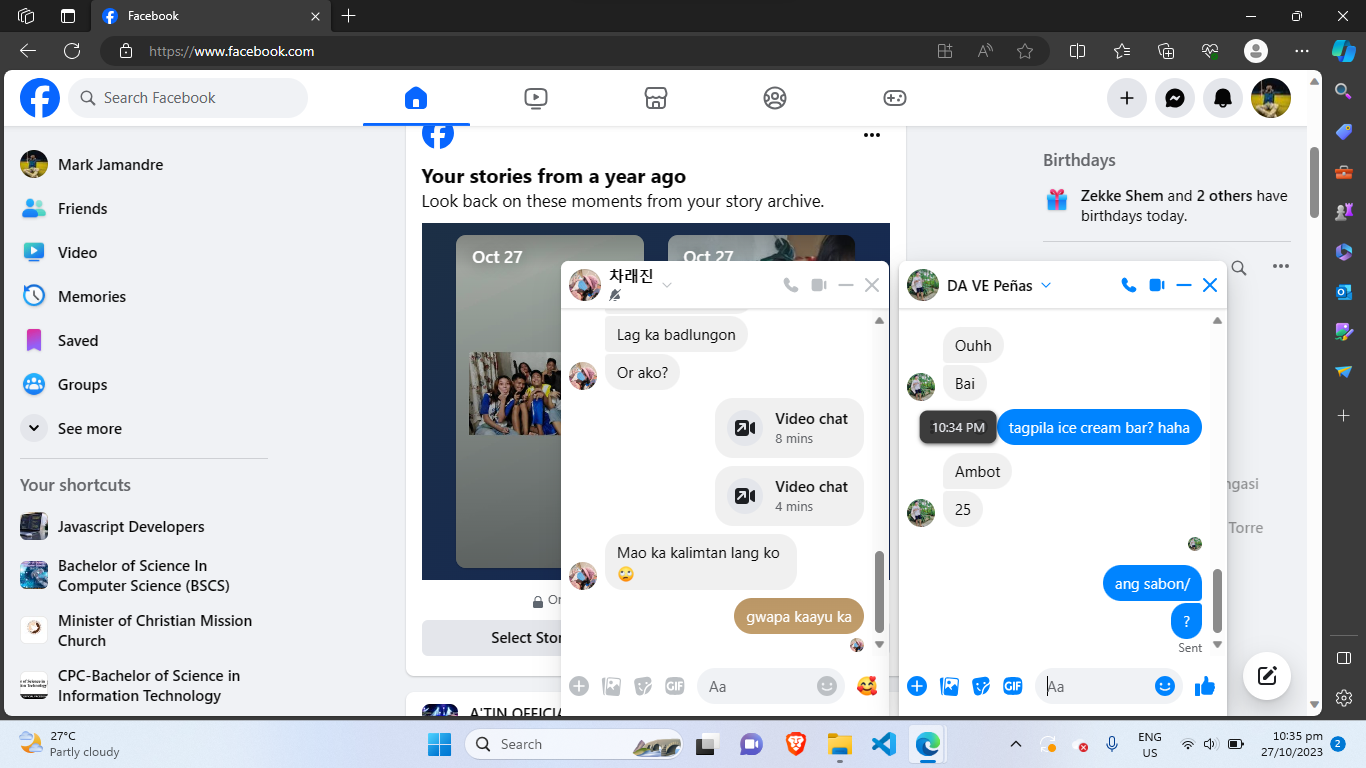 Facebook
https://www.facebook.com
Search Facebook
Mark Jamandre
Friends
Video
Memories
Saved
Groups
See more
Your shortcuts
Javascript Developers
Bachelor of Science In
Computer Science (BSCS)
Minister of Christian Mission
Church
CPC-Bachelor of Science in
Information Technology
Your stories from a year ago
Look back on these moments from your story archive.
Oct 27
Oct 27
Select Stor
A'TIN OFFICIA
Birthdays
Zekke Shem and 2 others have
birthdays today.
Torre
차래진
Lag ka badlungon
Or ako?
Video chat
8 mins
Video chat
4 mins
Mao ka kalimtan lang ko
🙄
gwapa kaayu ka
GIF
Aa
DA VE Peñas
Ouhh
Bai
10:34 PM
tagpila ice cream bar? haha
Ambot
25
ang sabon/
?
Sent
GIF
Aa
27°C
Partly cloudy
Search
ENG
US
10:35 pm
27/10/2023
2